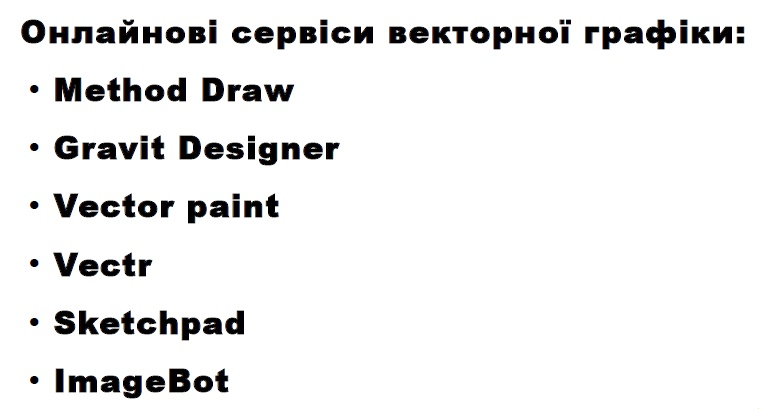 Онлайнові сервіси векторної графіки:
• Method Draw
• Gravit Designer
• Vector paint
• Vectr
• Sketchpad
• ImageBot